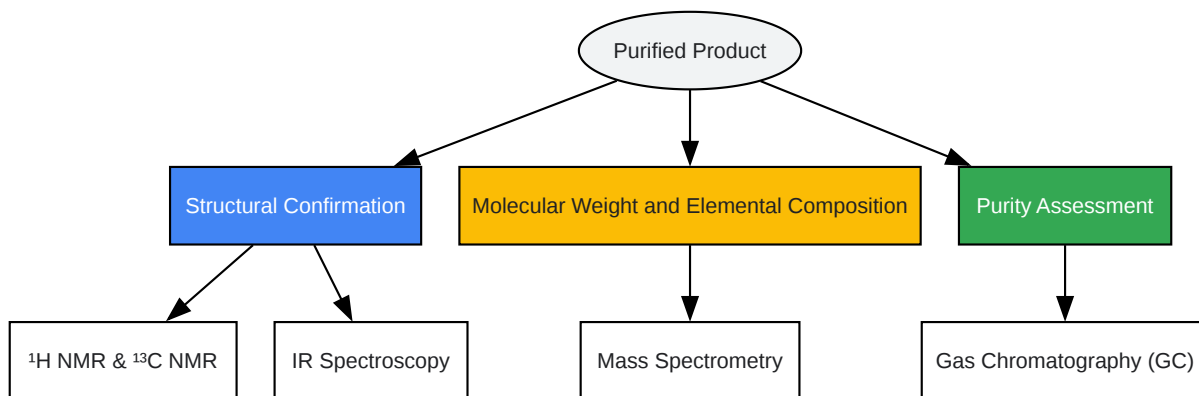 Purified Product
Structural Confirmation
Molecular Weight and Elemental Composition
Purity Assessment
¹H NMR & ¹³C NMR
IR Spectroscopy
Mass Spectrometry
Gas Chromatography (GC)